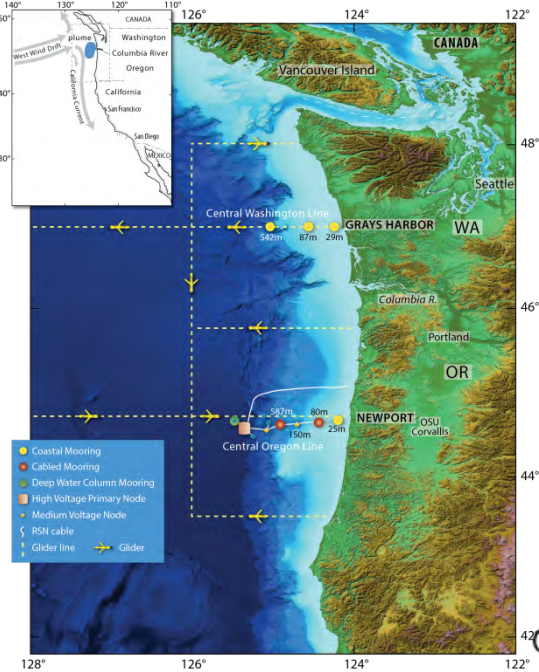 140°
130°
120°
110°
CANADA
plume
Washington
Columbia River
Oregon
West Wind Drift
California Current
California
40°
San Francisco
San Diego
MEXICO
30°
126°
124°
122°
CANADA
Vancouver Island
48°
Seattle
Central Washington Line
GRAYS HARBOR
WA
542m
87m
29m
Columbia R.
46°
Portland
OR
587m
80m
NEWPORT
OSU
Corvallis
150m
25m
Central Oregon Line
Coastal Mooring
Cabled Mooring
Deep Water Column Mooring
High Voltage Primary Node
Medium Voltage Node
RSN cable
Glider line
Glider
44°
42°
128°
126°
124°
122°